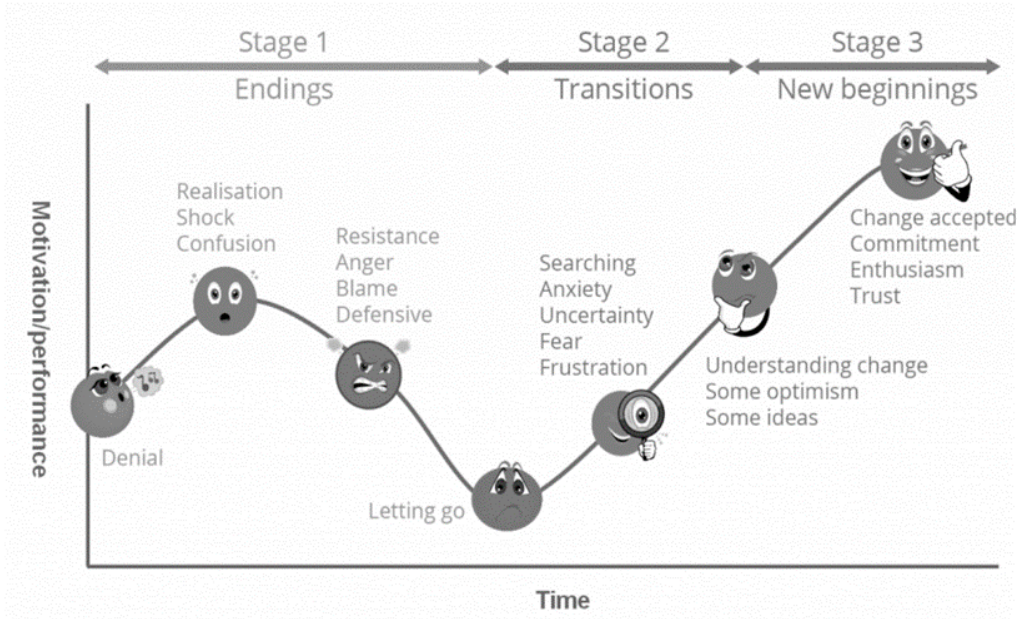 Stage 1
Stage 2
Stage 3
Endings
Transitions
New beginnings
Motivation/performance
Realisation
Shock
Confusion
Resistance
Anger
Blame
Defensive
Searching
Anxiety
Uncertainty
Fear
Frustration
Change accepted
Commitment
Enthusiasm
Trust
Understanding change
Some optimism
Some ideas
Denial
Letting go
Time